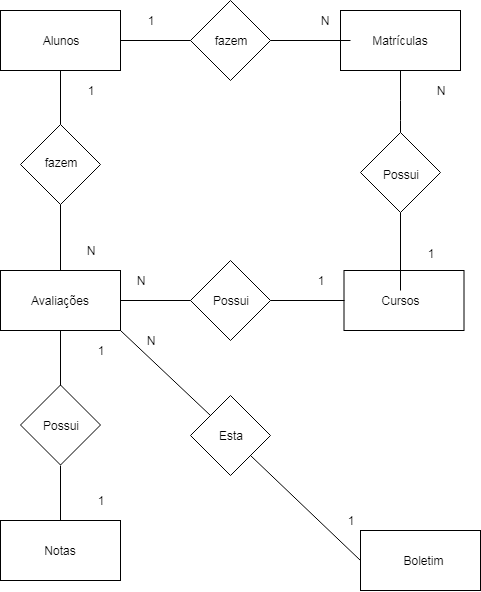 Alunos
1
fazem
N
Matrículas
1
N
fazem
Possui
N
1
Avaliações
N
Possui
1
Cursos
1
N
Possui
Esta
1
1
Notas
Boletim